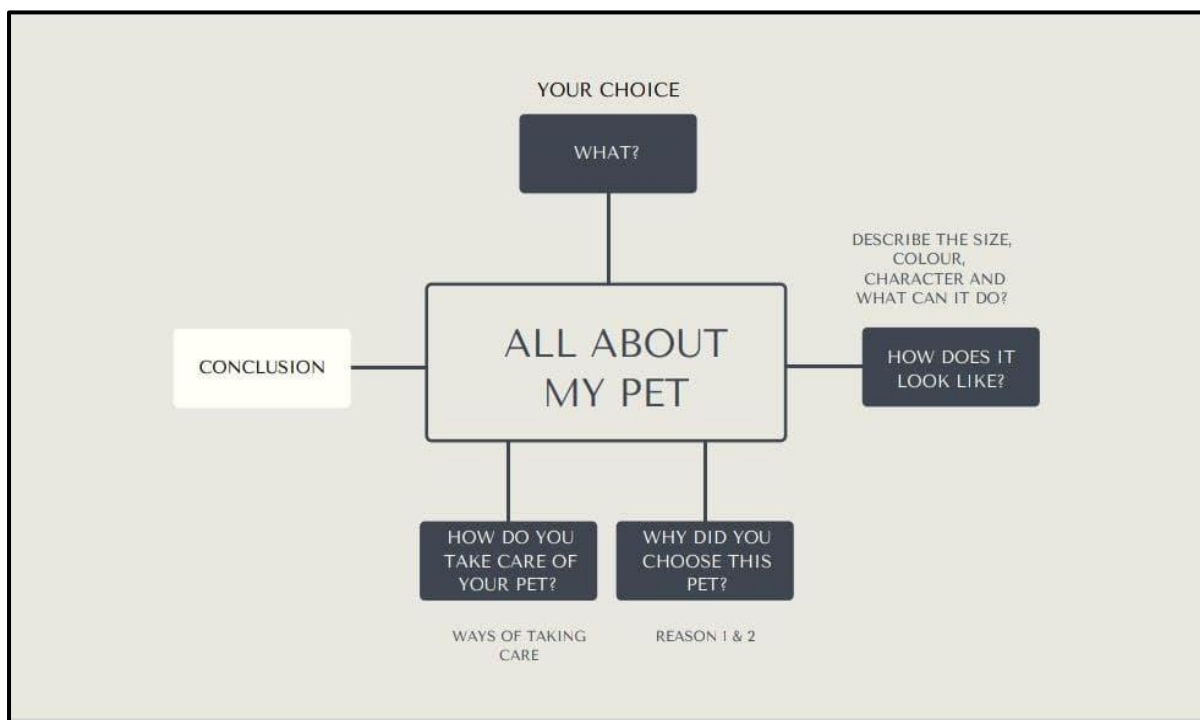 YOUR CHOICE
WHAT?
DESCRIBE THE SIZE,
COLOUR,
CHARACTER AND
WHAT CAN IT DO?
ALL ABOUT
MY PET
CONCLUSION
HOW DOES IT
LOOK LIKE?
HOW DO YOU
TAKE CARE OF
YOUR PET?
WAYS OF TAKING
CARE
WHY DID YOU
CHOOSE THIS
PET?
REASON 1 & 2